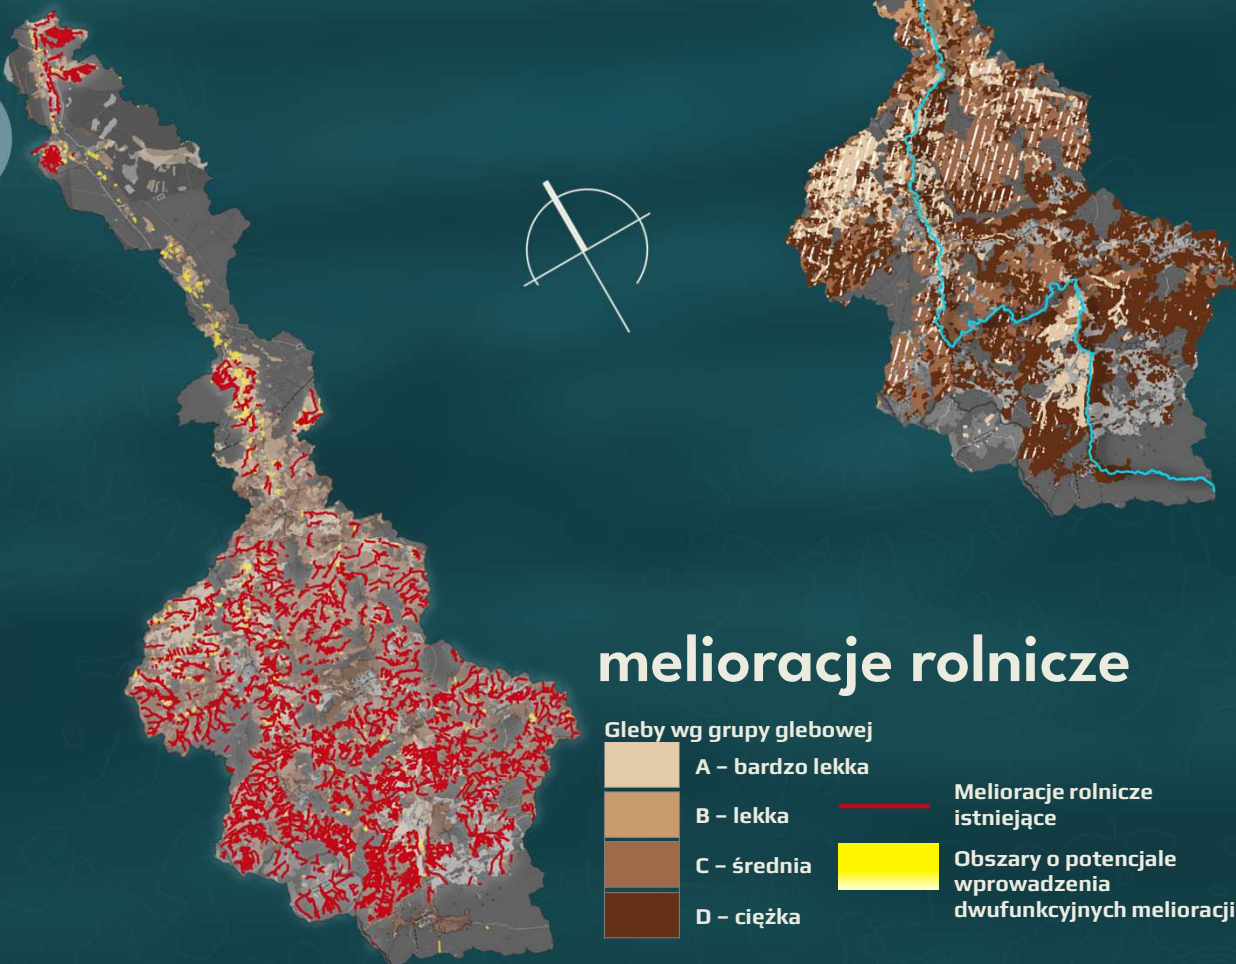 melioracje rolnicze
Gleby wg grupy glebowej
A – bardzo lekka
B – lekka
C – średnia
D – ciężka
Melioracje rolnicze
istniejące
Obszary o potencjale
wprowadzenia
dwufunkcyjnych melioracji